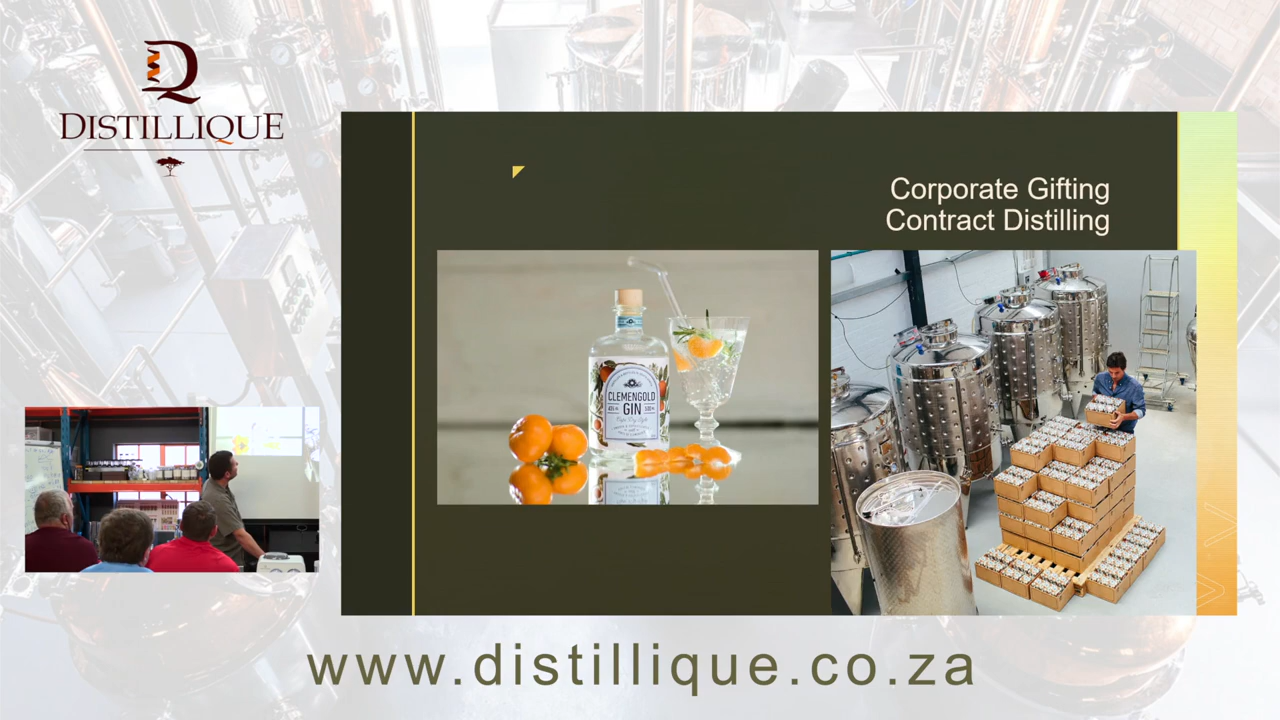 DISTILLIQUE
Corporate Gifting
Contract Distilling
CLEMENGOLD
GIN
www.distillique.co.za